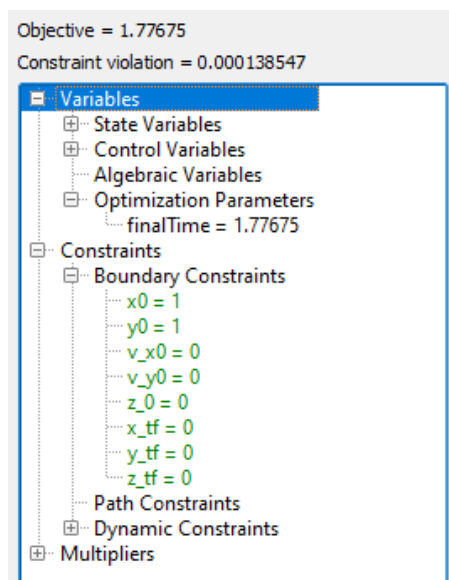 Objective = 1.77675
Constraint violation = 0.000138547
Variables
State Variables
Control Variables
Algebraic Variables
Optimization Parameters
finalTime = 1.77675
Constraints
Boundary Constraints
x0 = 1
y0 = 1
v_x0 = 0
v_y0 = 0
z_0 = 0
x_tf = 0
y_tf = 0
z_tf = 0
Path Constraints
Dynamic Constraints
Multipliers